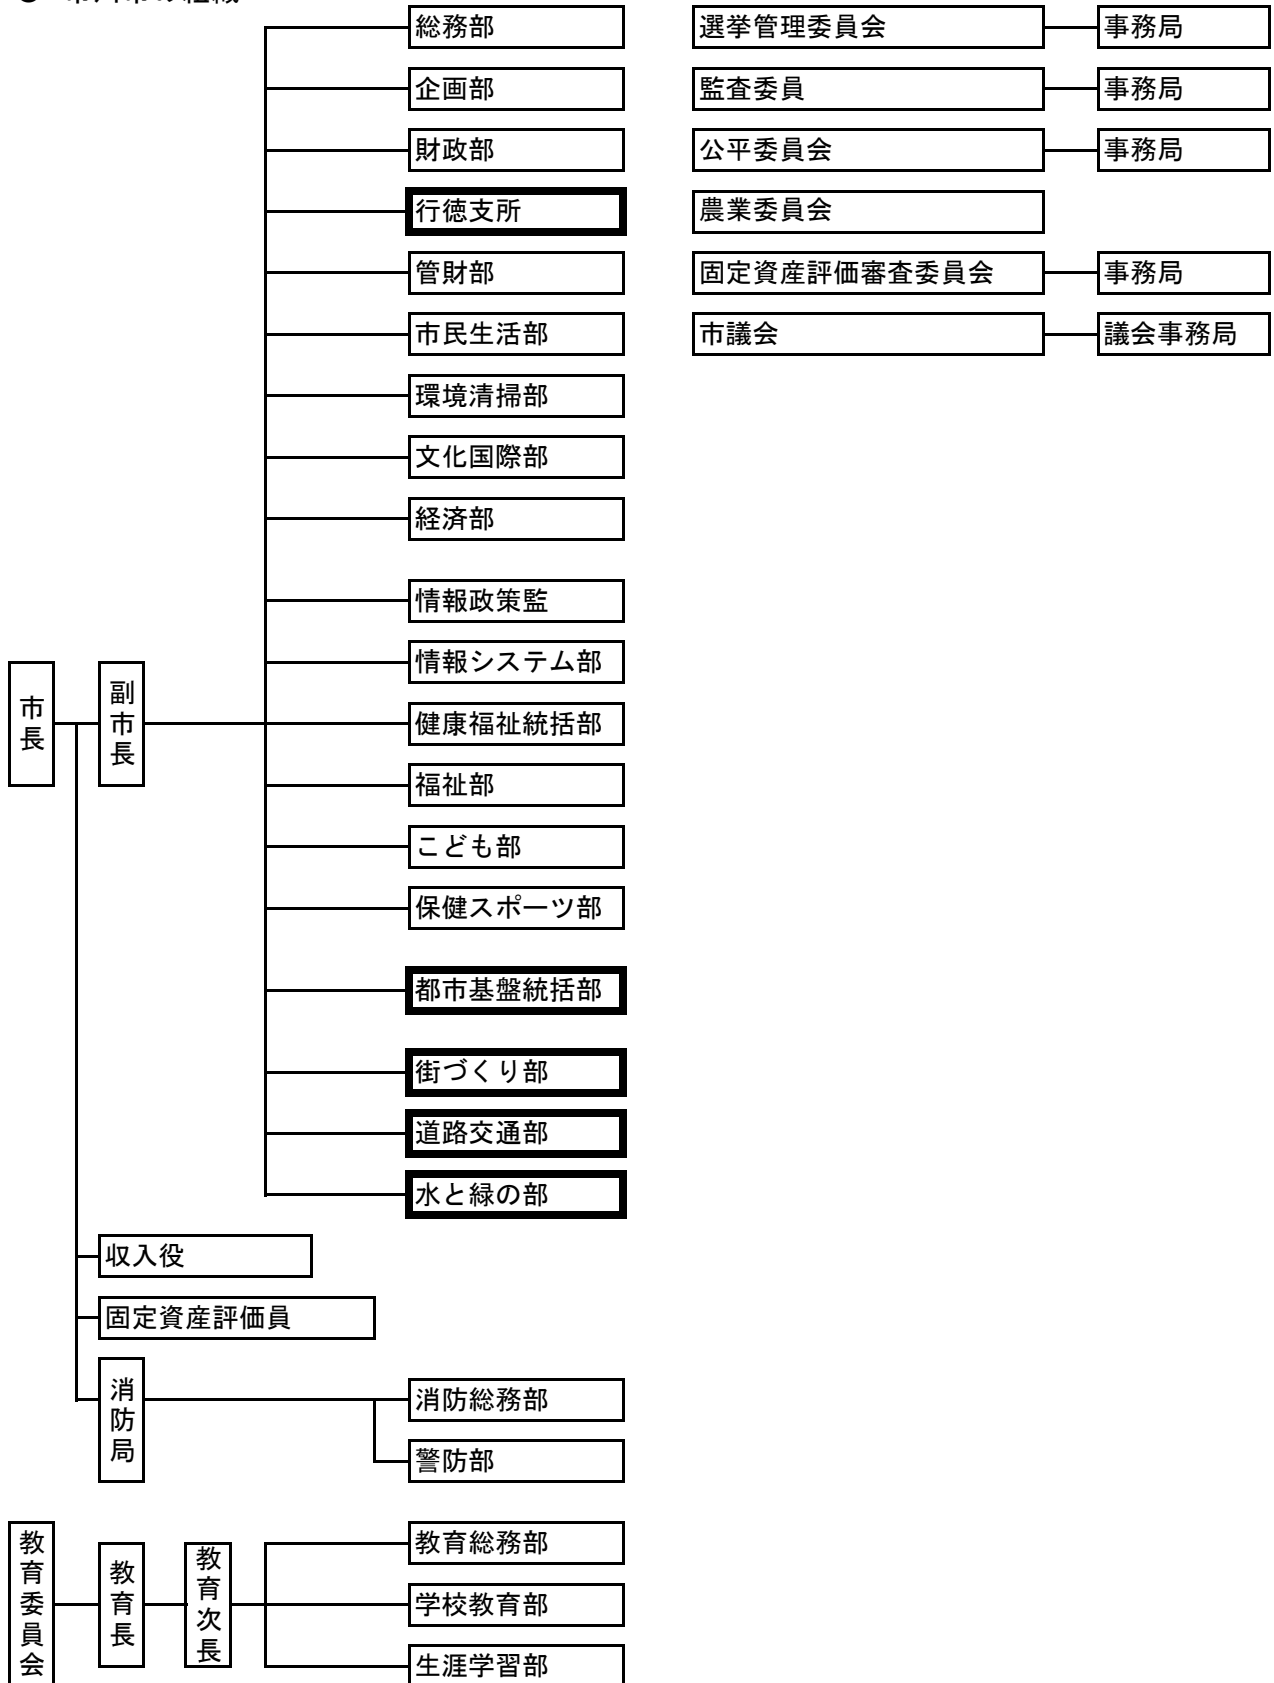 総務部
企画部
財政部
行徳支所
管財部
市民生活部
環境清掃部
文化国際部
経済部
情報政策監
情報システム部
健康福祉統括部
福祉部
こども部
保健スポーツ部
都市基盤統括部
街づくり部
道路交通部
水と緑の部
市長
副市長
収入役
固定資産評価員
消防局
消防総務部
警防部
教育委員会
教育長
教育次長
教育総務部
学校教育部
生涯学習部
選挙管理委員会
事務局
監査委員
事務局
公平委員会
事務局
農業委員会
固定資産評価審査委員会
事務局
市議会
議会事務局